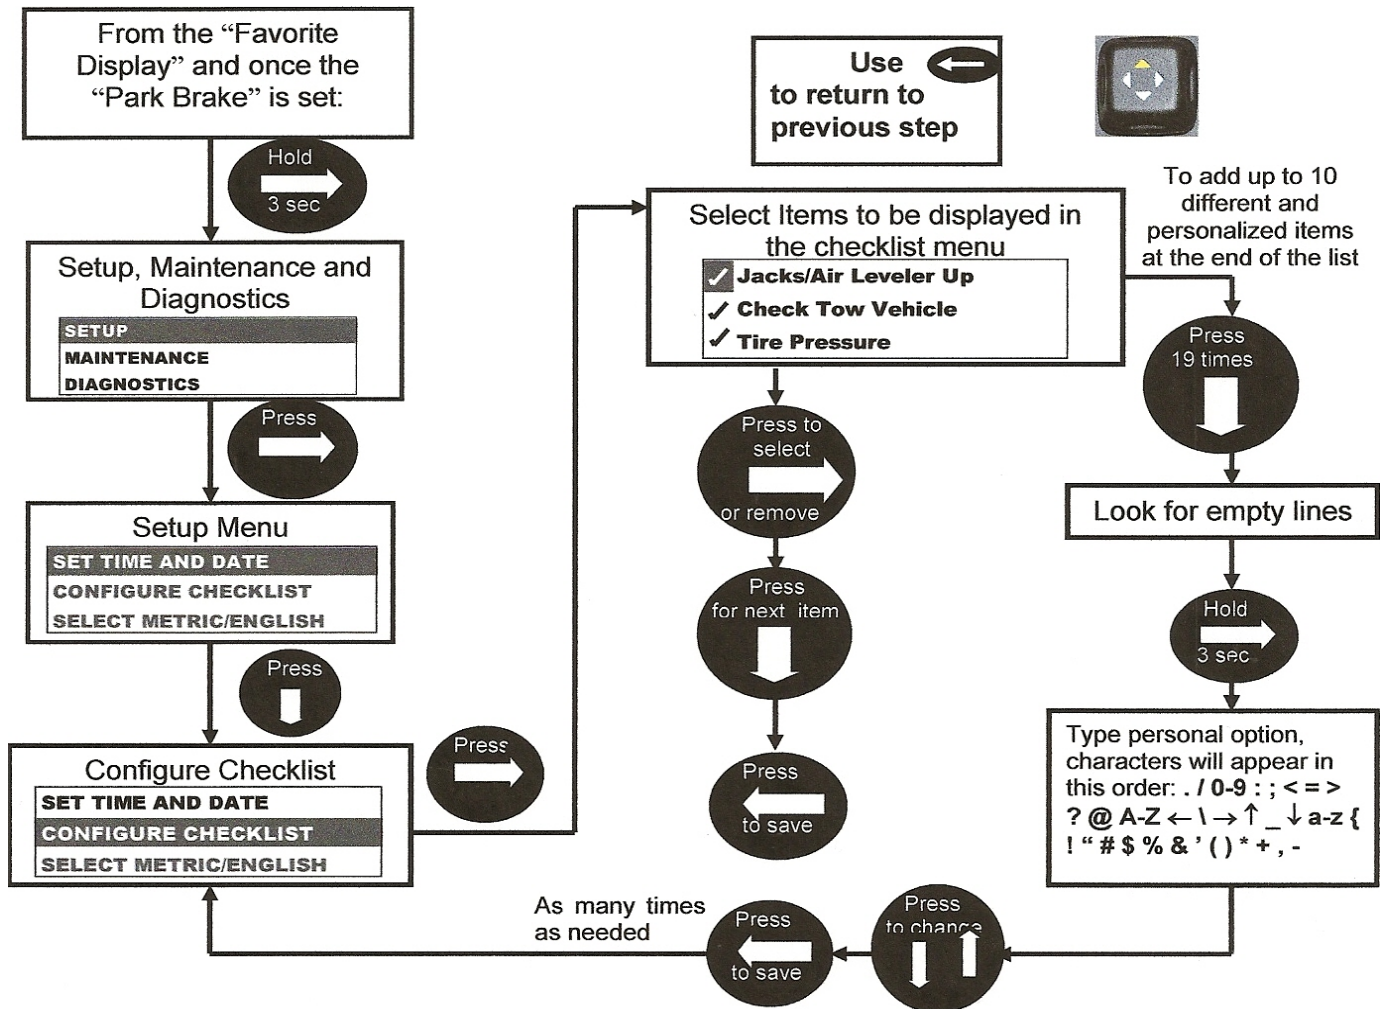 From the “Favorite
Display” and once the
“Park Brake” is set:
Hold
3 sec
Setup, Maintenance and
Diagnostics
SETUP
MAINTENANCE
DIAGNOSTICS
Press
Setup Menu
SET TIME AND DATE
CONFIGURE CHECKLIST
SELECT METRIC/ENGLISH
Press
Configure Checklist
SET TIME AND DATE
CONFIGURE CHECKLIST
SELECT METRIC/ENGLISH
Press
Use
to return to
previous step
Select Items to be displayed in
the checklist menu
✓ Jacks/Air Leveler Up
✓ Check Tow Vehicle
✓ Tire Pressure
Press to
select
or remove
Press
for next item
Press
to save
To add up to 10
different and
personalized items
at the end of the list
Press
19 times
Look for empty lines
Hold
3 sec
Type personal option,
characters will appear in
this order: . / 0-9 : ; < = >
? @ A-Z ← \ → ↑ _ ↓ a-z {
! “ # $ % & ’ ( ) * + , -
Press
to change
Press
to save
As many times
as needed